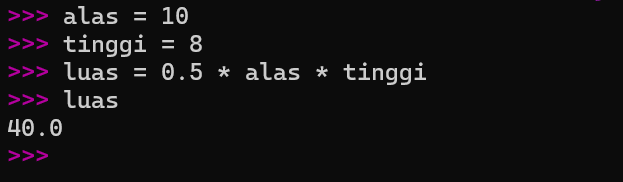 >>> alas = 10
>>> tinggi = 8
>>> luas = 0.5 * alas * tinggi
>>> luas
40.0
>>>